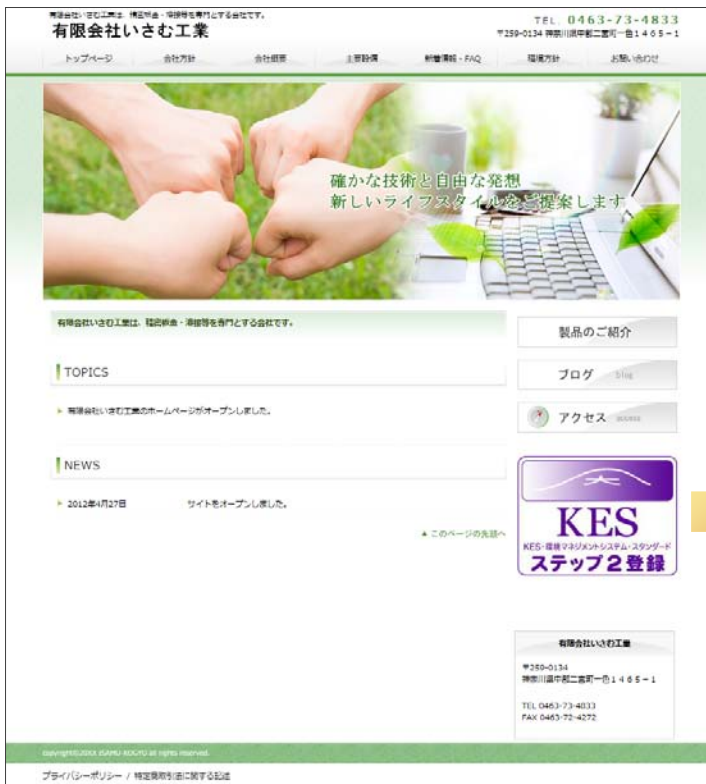 有限会社いさむ工業は、精密板金・溶接等を専門とする会社です。
有限会社いさむ工業
TEL. 0463-73-4833
〒259-0134 神奈川県中郡二宮町一色1465-1
トップページ
会社方針
会社概要
主要設備
新着情報・FAQ
環境方針
お問い合わせ
確かな技術と自由な発想
新しいライフスタイルをご提案します
有限会社いさむ工業は、精密板金・溶接等を専門とする会社です。
製品のご紹介
TOPICS
ブログ blog
有限会社いさむ工業のホームページがオープンしました。
アクセス access
NEWS
2012年4月27日 サイトをオープンしました。
▲ このページの先頭へ
KES
KES・環境マネジメントシステム・スタンダード
ステップ2登録
有限会社いさむ工業
〒259-0134
神奈川県中郡二宮町一色1465-1
TEL 0463-73-4833
FAX 0463-72-4272
copyright©20XX ISAMU KOGYO all rights reserved.
プライバシーポリシー / 特定商取引法に関する記述